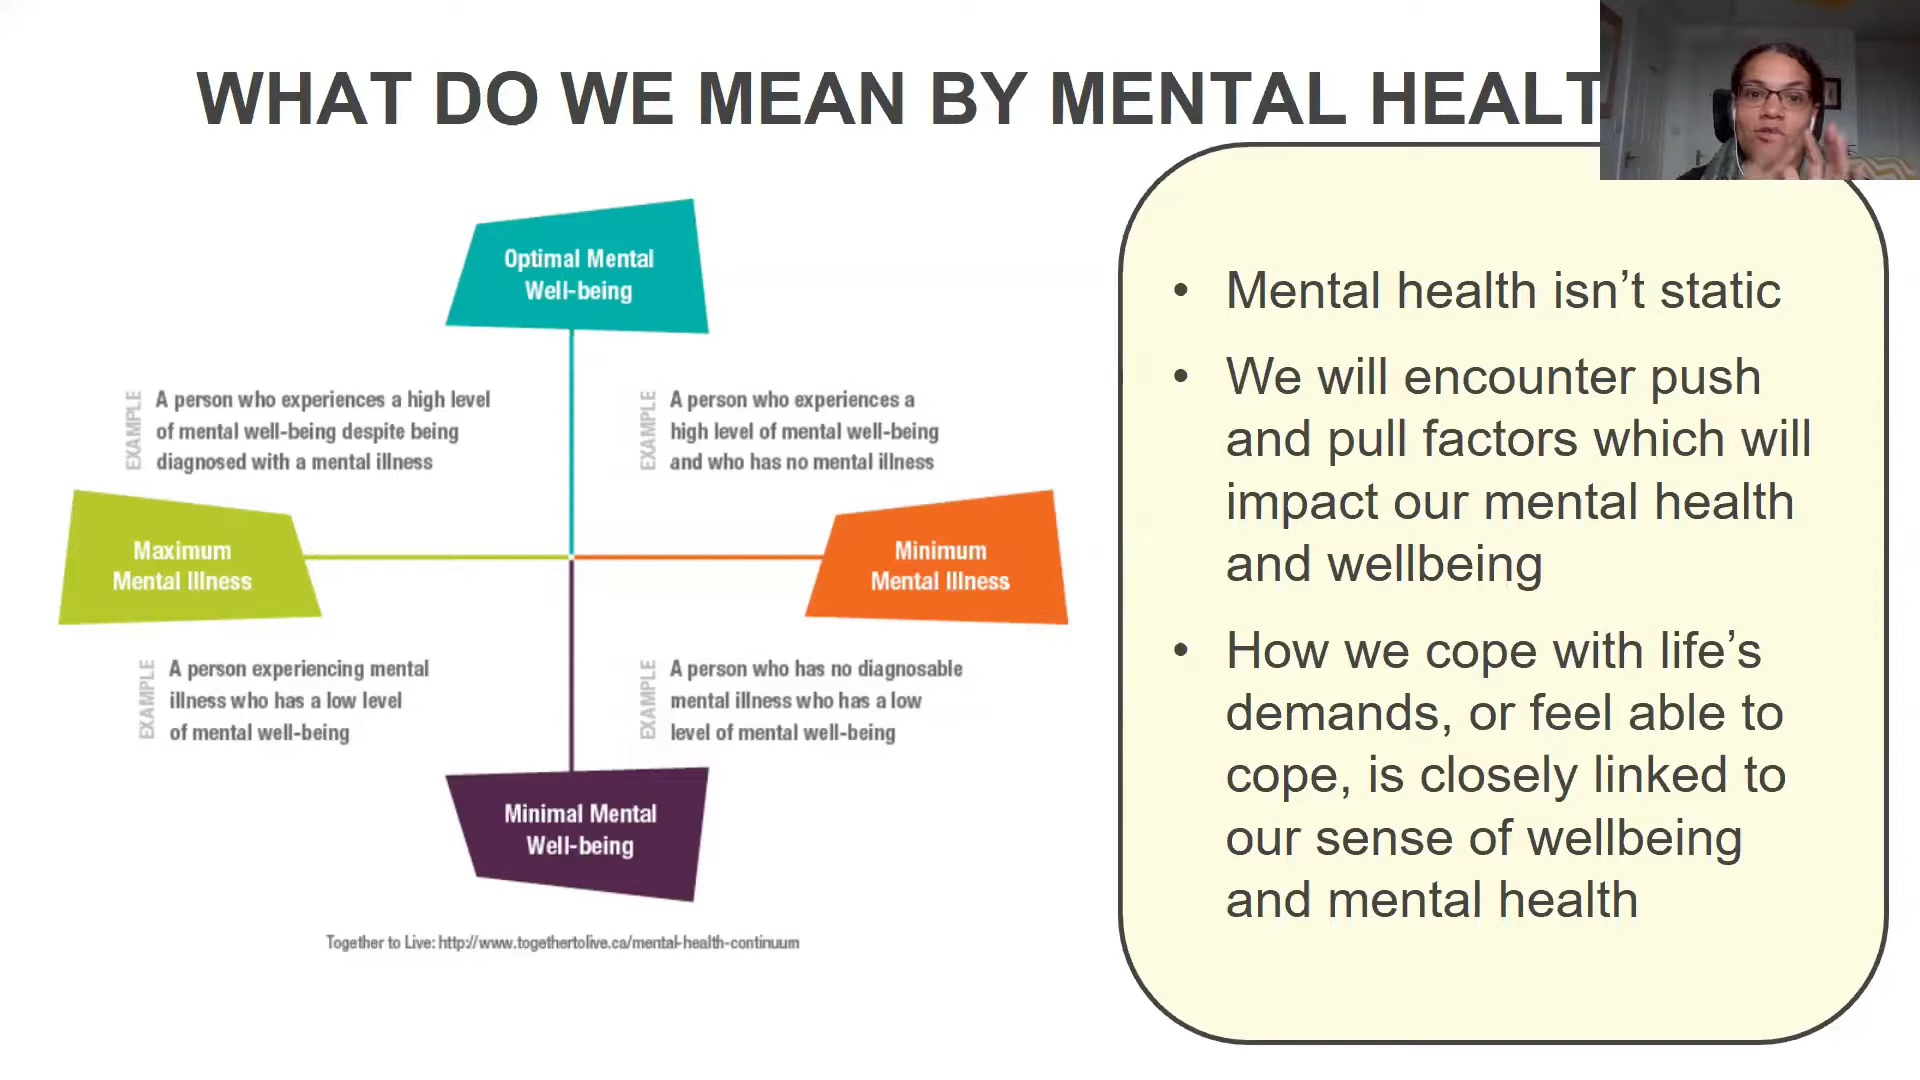 WHAT DO WE MEAN BY MENTAL HEALT
Optimal Mental
Well-being
EXAMPLE
A person who experiences a high level
of mental well-being despite being
diagnosed with a mental illness
EXAMPLE
A person who experiences a
high level of mental well-being
and who has no mental illness
Maximum
Mental Illness
Minimum
Mental Illness
EXAMPLE
A person experiencing mental
illness who has a low level
of mental well-being
EXAMPLE
A person who has no diagnosable
mental illness who has a low
level of mental well-being
Minimal Mental
Well-being
Together to Live: http://www.togethertolive.ca/mental-health-continuum
• Mental health isn’t static
• We will encounter push
and pull factors which will
impact our mental health
and wellbeing
• How we cope with life’s
demands, or feel able to
cope, is closely linked to
our sense of wellbeing
and mental health